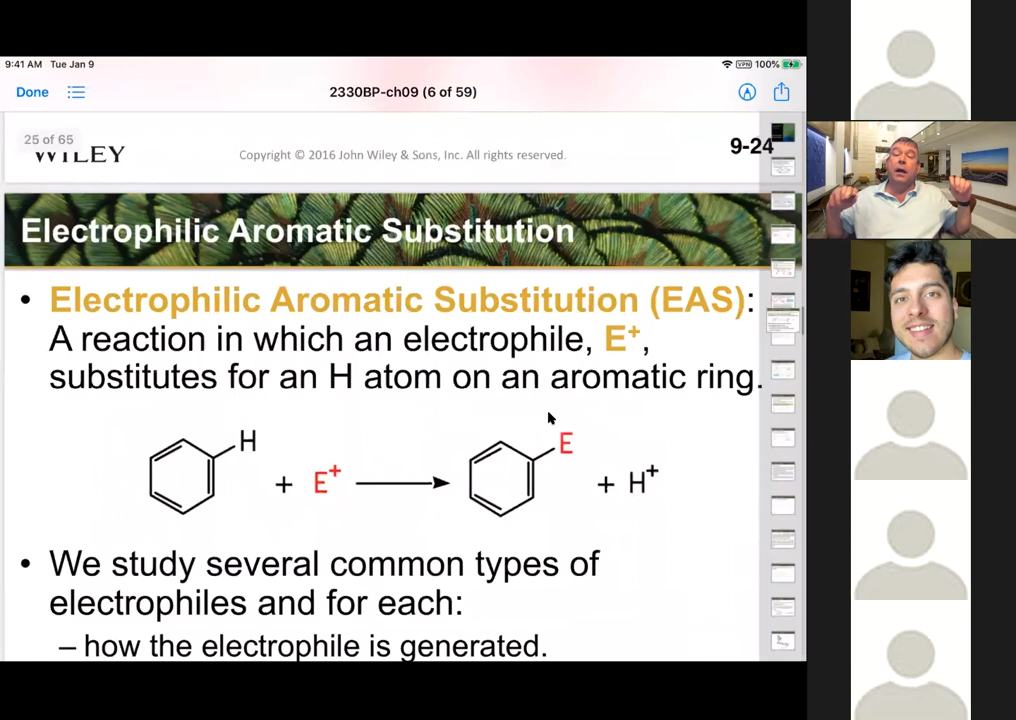 9:41 AM Tue Jan 9
VPN 100%
Done
2330BP-ch09 (6 of 59)
25 of 65
WILEY
Copyright © 2016 John Wiley & Sons, Inc. All rights reserved.
9-24
Electrophilic Aromatic Substitution
• Electrophilic Aromatic Substitution (EAS):
A reaction in which an electrophile, E⁺,
substitutes for an H atom on an aromatic ring.
H + E⁺ E + H⁺
• We study several common types of
electrophiles and for each:
– how the electrophile is generated.